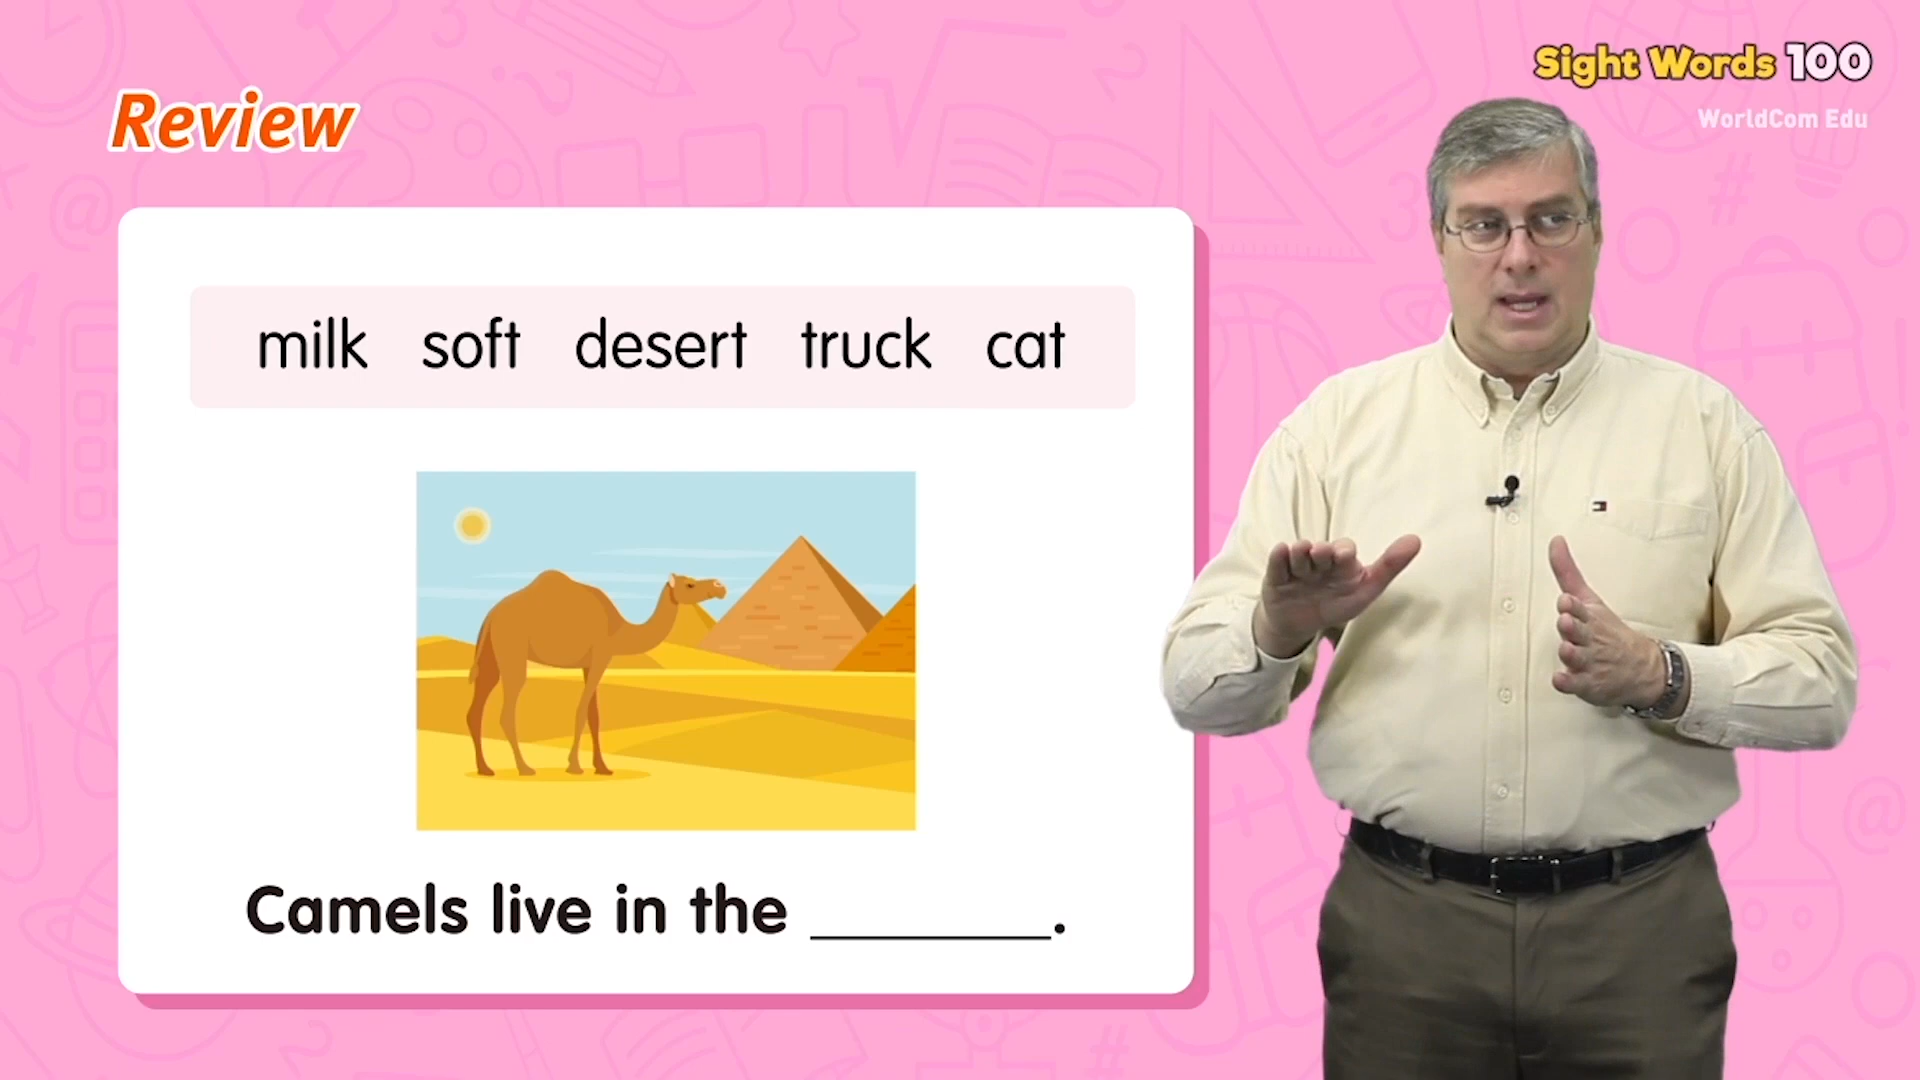 Sight Words 100
WorldCom Edu
Review
milk soft desert truck cat
Camels live in the ________.